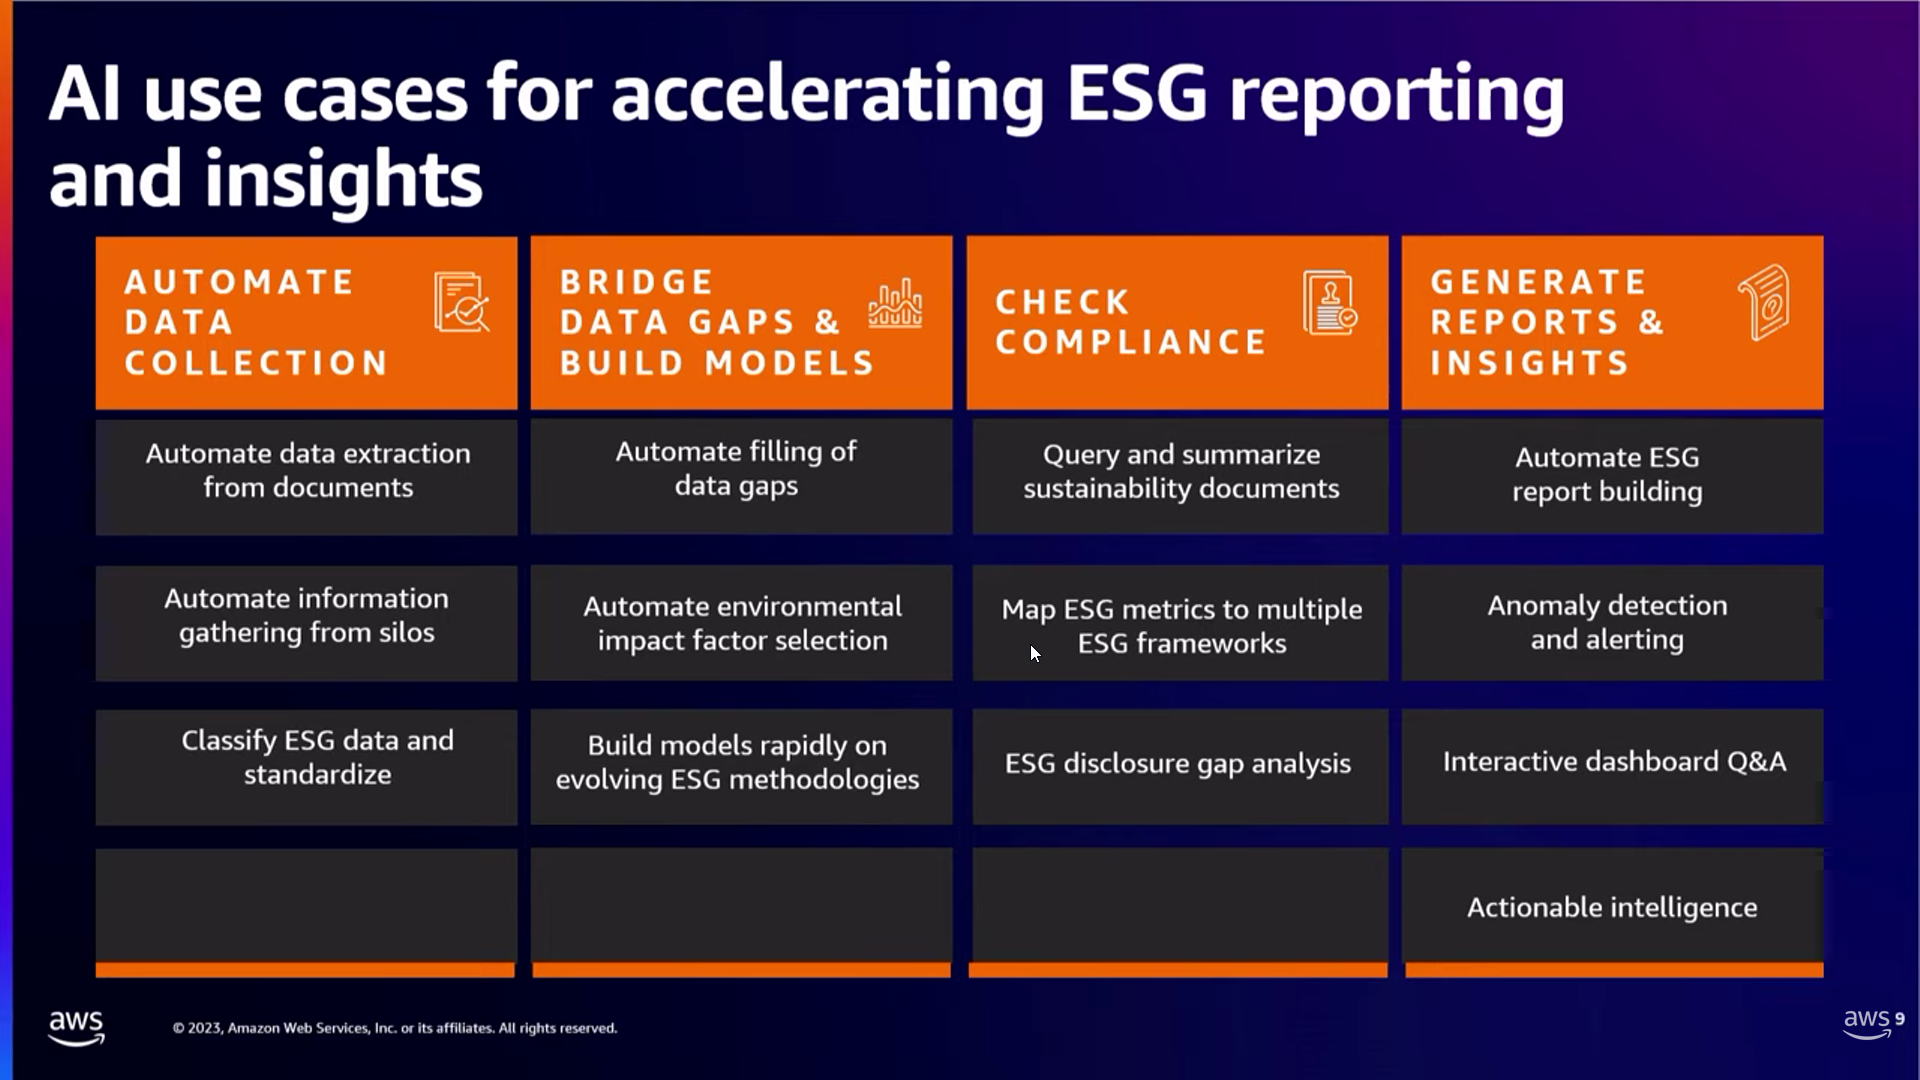 AI use cases for accelerating ESG reporting
and insights
AUTOMATE
DATA
COLLECTION
Automate data extraction
from documents
Automate information
gathering from silos
Classify ESG data and
standardize
BRIDGE
DATA GAPS &
BUILD MODELS
Automate filling of
data gaps
Automate environmental
impact factor selection
Build models rapidly on
evolving ESG methodologies
CHECK
COMPLIANCE
Query and summarize
sustainability documents
Map ESG metrics to multiple
ESG frameworks
ESG disclosure gap analysis
GENERATE
REPORTS &
INSIGHTS
Automate ESG
report building
Anomaly detection
and alerting
Interactive dashboard Q&A
Actionable intelligence
aws
© 2023, Amazon Web Services, Inc. or its affiliates. All rights reserved.
aws 9